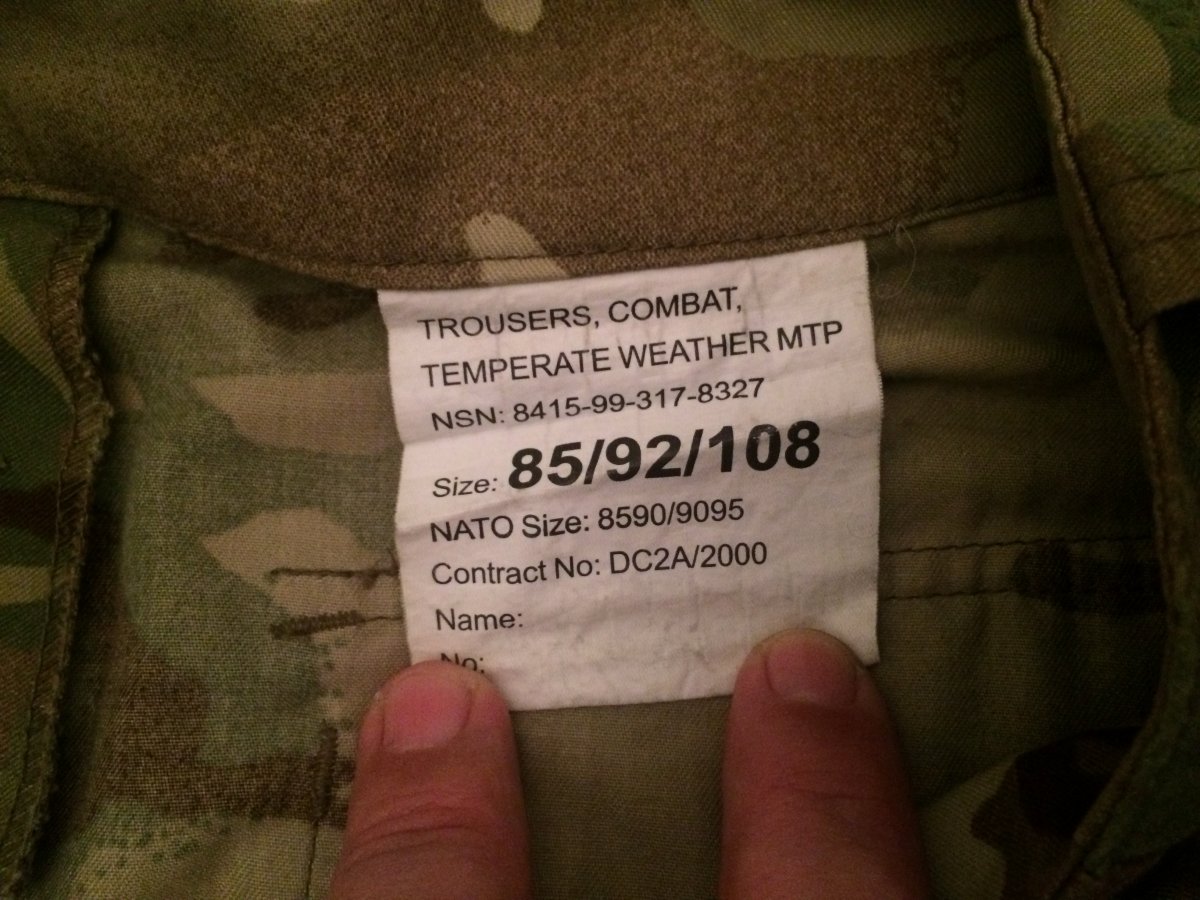 TROUSERS, COMBAT,
TEMPERATE WEATHER MTP
NSN: 8415-99-317-8327
Size: 85/92/108
NATO Size: 8590/9095
Contract No: DC2A/2000
Name:
No: